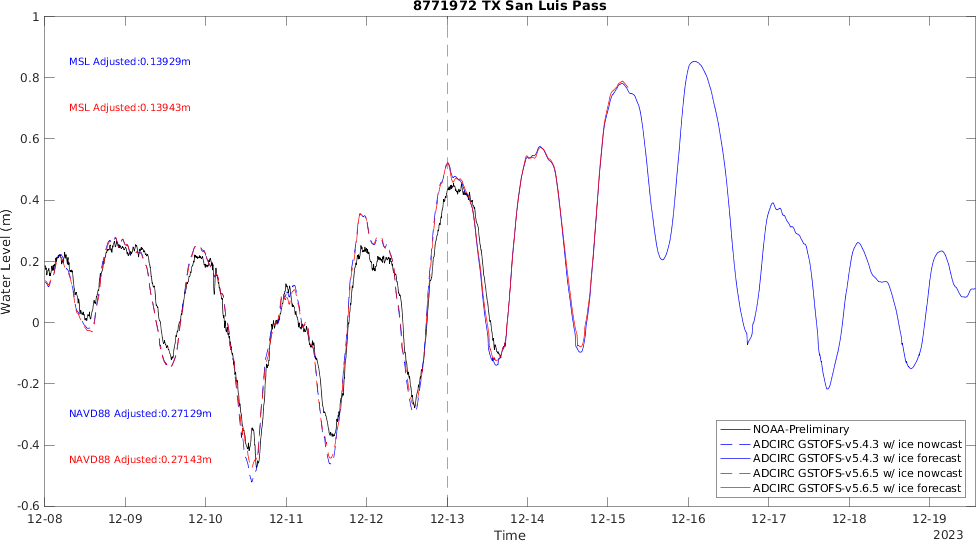 8771972 TX San Luis Pass
1
0.8
0.6
0.4
0.2
0
-0.2
-0.4
-0.6
Water Level (m)
MSL Adjusted:0.13929m
MSL Adjusted:0.13943m
NAVD88 Adjusted:0.27129m
NAVD88 Adjusted:0.27143m
NOAA-Preliminary
ADCIRC GSTOFS-v5.4.3 w/ ice nowcast
ADCIRC GSTOFS-v5.4.3 w/ ice forecast
ADCIRC GSTOFS-v5.6.5 w/ ice nowcast
ADCIRC GSTOFS-v5.6.5 w/ ice forecast
12-08 12-09 12-10 12-11 12-12 12-13 12-14 12-15 12-16 12-17 12-18 12-19
Time
2023